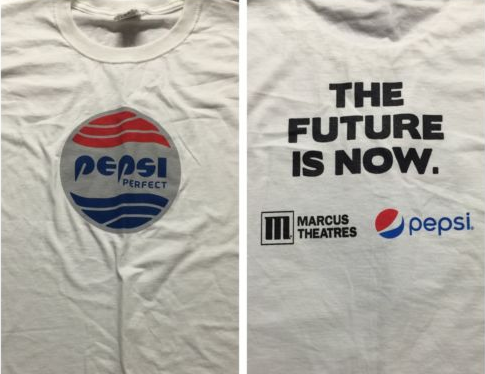 PEPSI
PERFECT
THE
FUTURE
IS NOW.
MARCUS
THEATRES
pepsi.